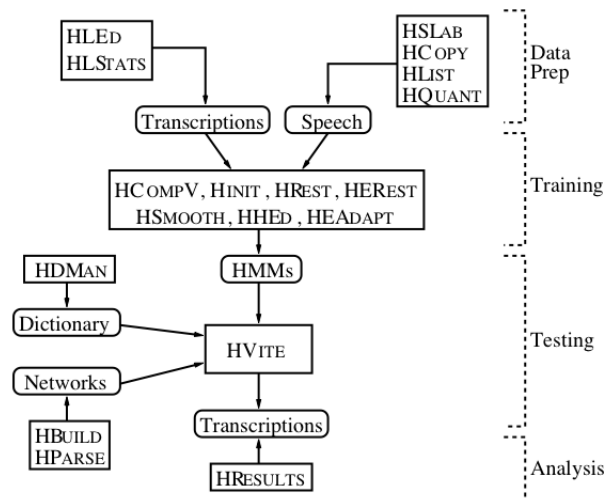 HLED
HLSTATS
HSLAB
HCOPY
HLIST
HQUANT
Data
Prep
Transcriptions
Speech
HCOMPV, HINIT, HREST, HEREST
HSMOOTH, HHED, HEADAPT
Training
HDMAN
HMMs
Dictionary
HVITE
Testing
Networks
HBUILD
HPARSE
Transcriptions
HRESULTS
Analysis